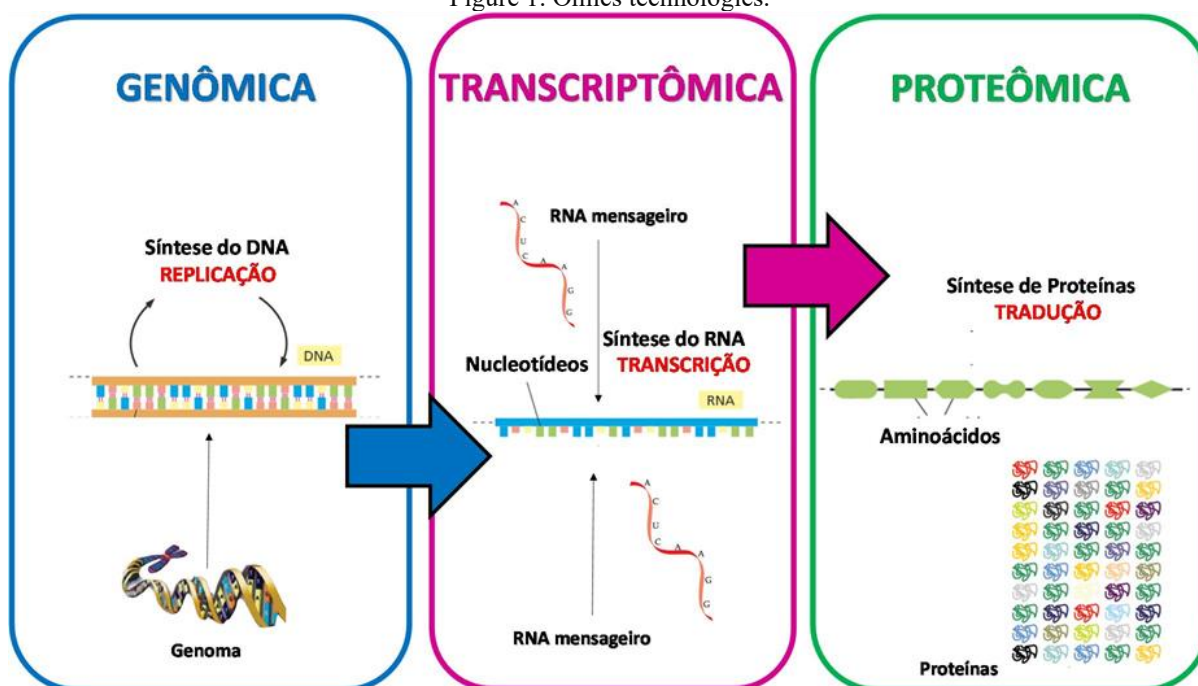 Figure 1. Omics technologies.
GENÔMICA
Síntese do DNA
REPLICAÇÃO
DNA
Genoma
TRANSCRIPTÔMICA
RNA mensageiro
A
C
U
C
A
A
G
G
Síntese do RNA
TRANSCRIÇÃO
Nucleotídeos
RNA
A
C
U
C
A
A
G
G
RNA mensageiro
PROTEÔMICA
Síntese de Proteínas
TRADUÇÃO
Aminoácidos
Proteínas